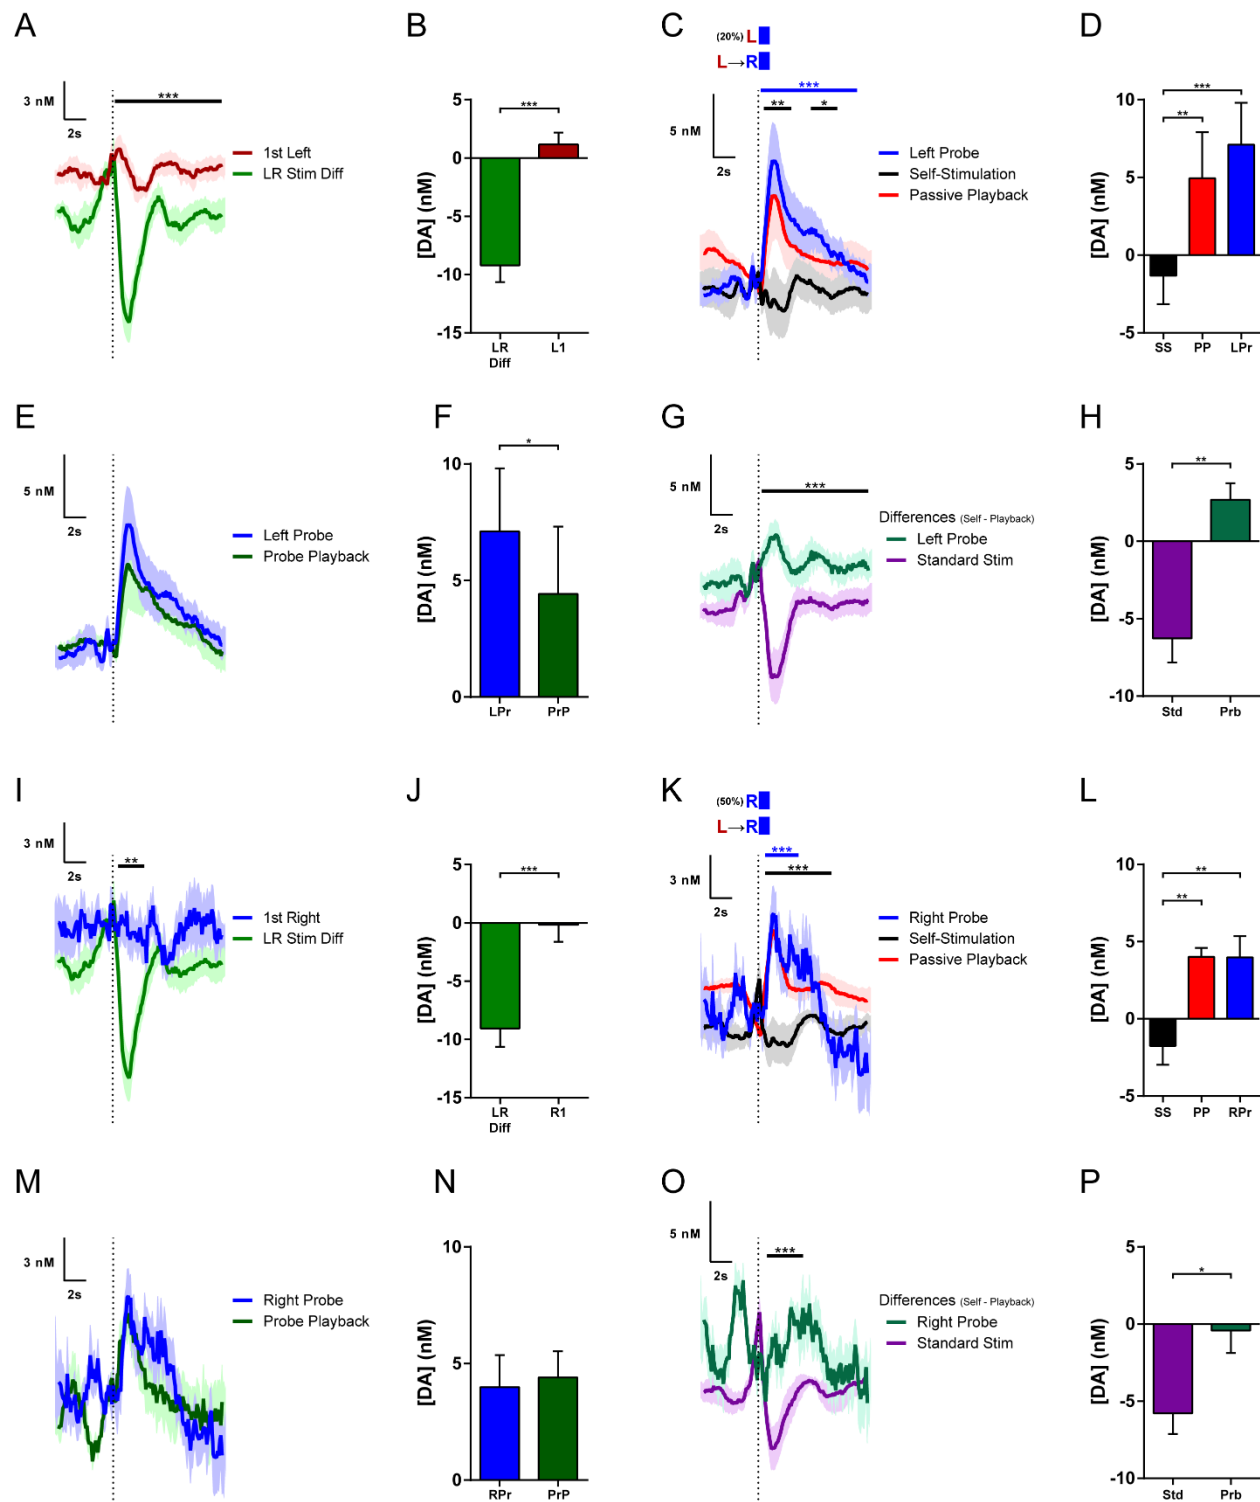 A
3 nM
2s
***
1st Left
LR Stim Diff
B
***
5
0
-5
-10
-15
[DA] (nM)
LR Diff
L1
C
(20%) L
L→R
***
** *
5 nM
2s
Left Probe
Self-Stimulation
Passive Playback
D
***
**
10
5
0
-5
[DA] (nM)
SS PP LPr
E
5 nM
2s
Left Probe
Probe Playback
F
*
10
5
0
[DA] (nM)
LPr PrP
G
5 nM
2s
***
Differences (Self - Playback)
Left Probe
Standard Stim
H
**
5
0
-5
-10
[DA] (nM)
Std Prb
I
3 nM
2s
**
1st Right
LR Stim Diff
J
***
5
0
-5
-10
-15
[DA] (nM)
LR Diff
R1
K
(50%) R
L→R
***
***
3 nM
2s
Right Probe
Self-Stimulation
Passive Playback
L
**
**
10
5
0
-5
[DA] (nM)
SS PP RPr
M
3 nM
2s
Right Probe
Probe Playback
N
10
5
0
[DA] (nM)
RPr PrP
O
5 nM
2s
***
Differences (Self - Playback)
Right Probe
Standard Stim
P
*
5
0
-5
-10
[DA] (nM)
Std Prb